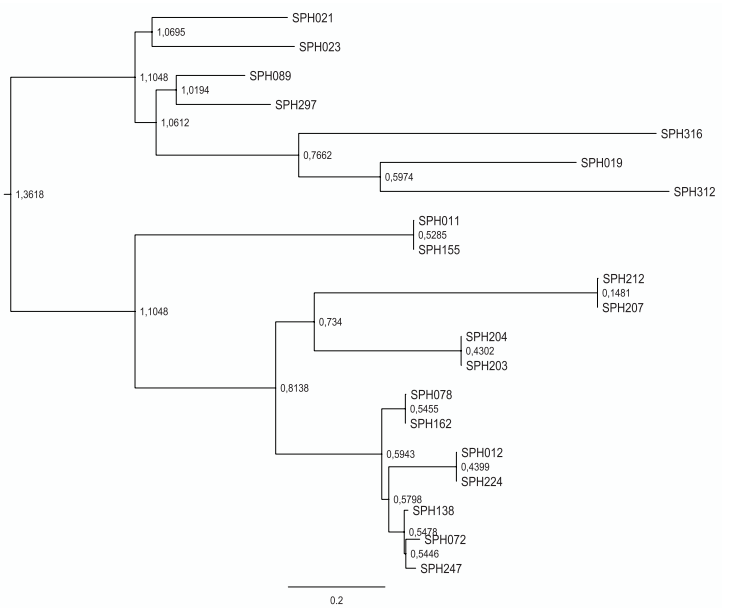 SPH021
1,0695
SPH023
SPH089
1,1048
1,0194
SPH297
1,0612
SPH316
0,7662
SPH019
0,5974
SPH312
1,3618
SPH011
0,5285
SPH155
SPH212
0,1481
SPH207
1,1048
0,734
SPH204
0,4302
SPH203
0,8138
SPH078
0,5455
SPH162
SPH012
0,5943
0,4399
SPH224
0,5798
SPH138
0,5478
SPH072
0,5446
SPH247
0.2